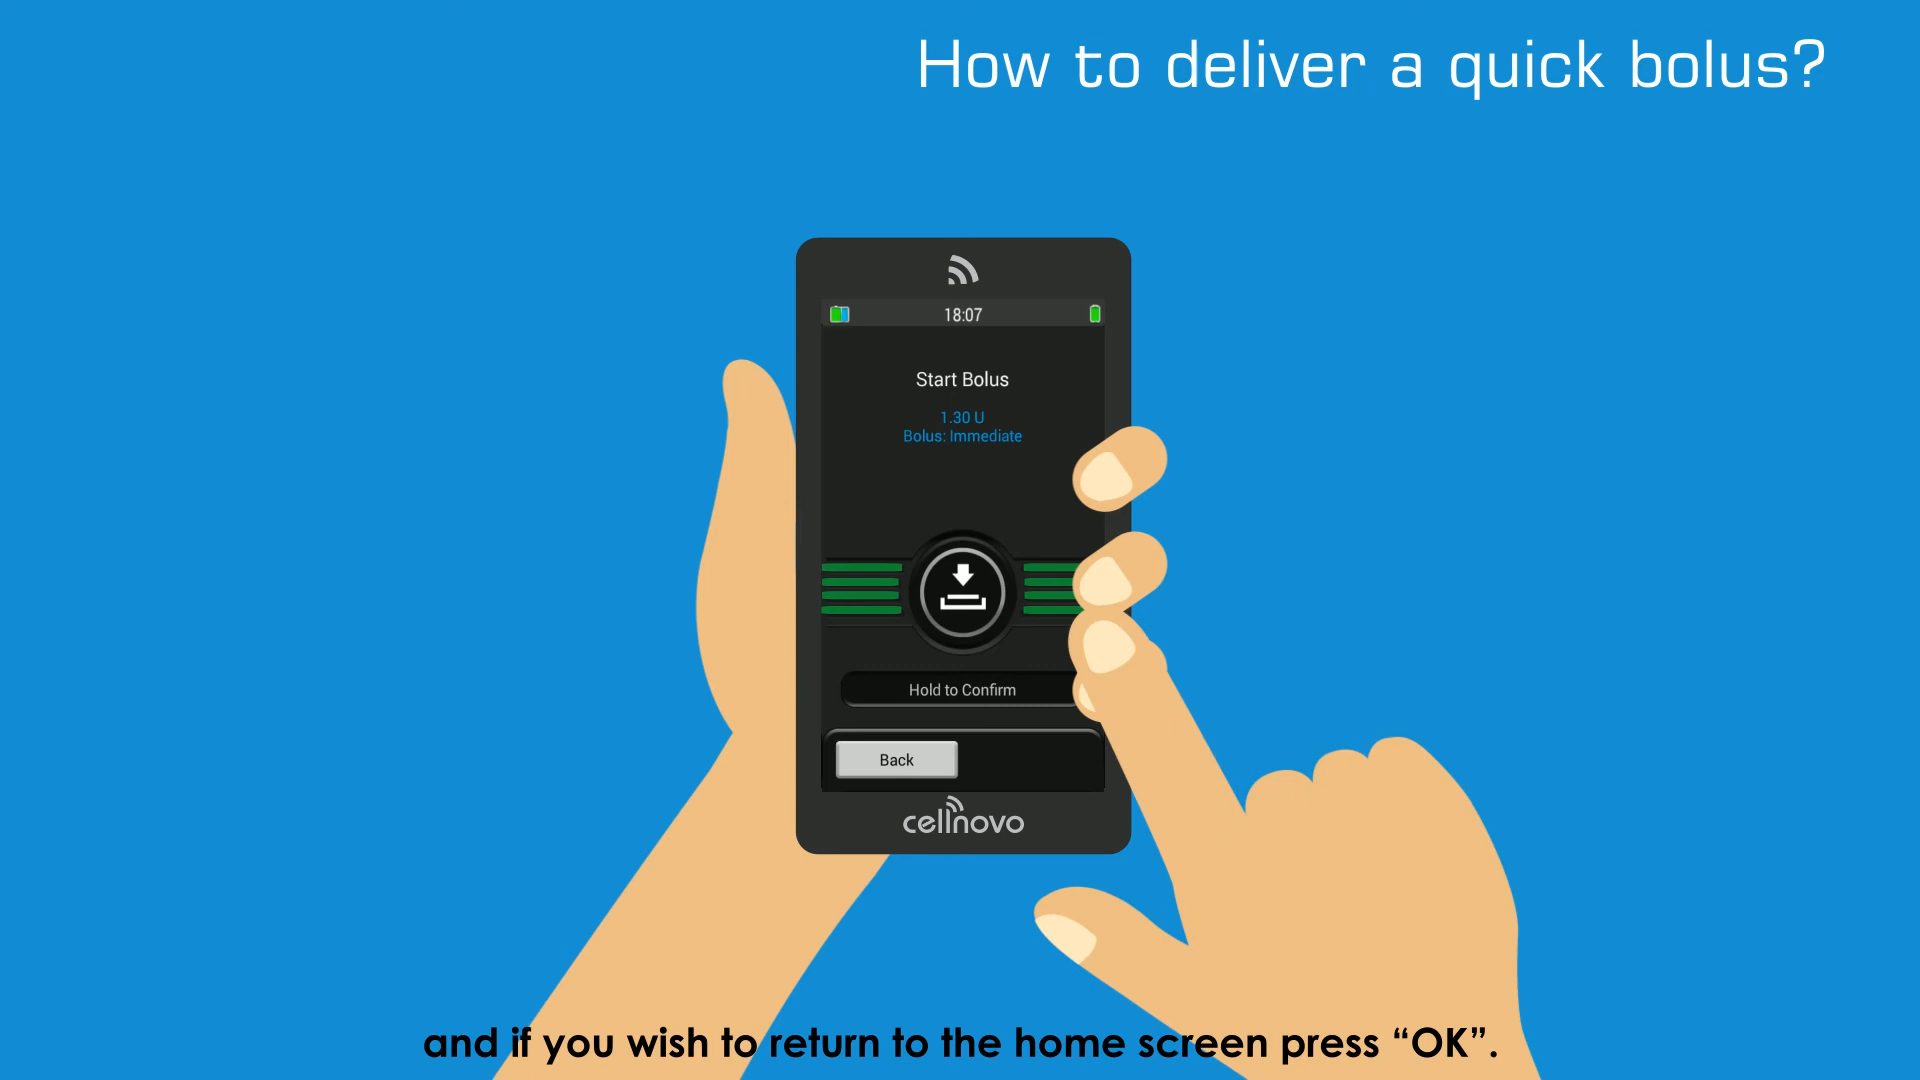 How to deliver a quick bolus?
18:07
Start Bolus
1.30 U
Bolus: Immediate
Hold to Confirm
Back
cellnovo
and if you wish to return to the home screen press “OK”.